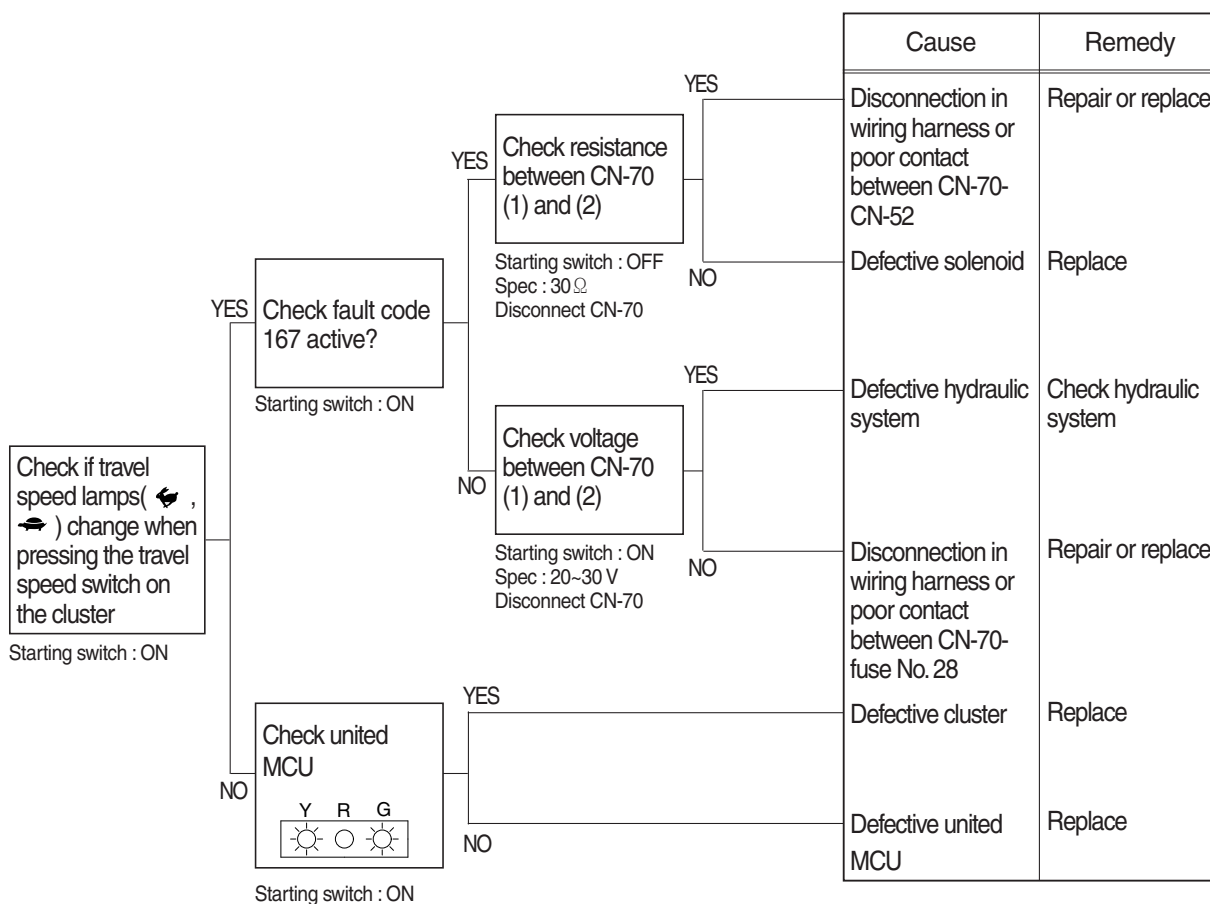 Cause
Remedy
YES
Disconnection in
wiring harness or
poor contact
between CN-70-
CN-52
Repair or replace
YES
Check resistance
between CN-70
(1) and (2)
Starting switch : OFF
Spec : 30Ω
Disconnect CN-70
NO
Defective solenoid
Replace
YES
Check fault code
167 active?
Starting switch : ON
YES
Defective hydraulic
system
Check hydraulic
system
NO
Check voltage
between CN-70
(1) and (2)
Starting switch : ON
Spec : 20~30 V
Disconnect CN-70
NO
Disconnection in
wiring harness or
poor contact
between CN-70-
fuse No. 28
Repair or replace
Check if travel
speed lamps( ,
) change when
pressing the travel
speed switch on
the cluster
Starting switch : ON
YES
Defective cluster
Replace
NO
Check united
MCU
Y R G
Starting switch : ON
NO
Defective united
MCU
Replace